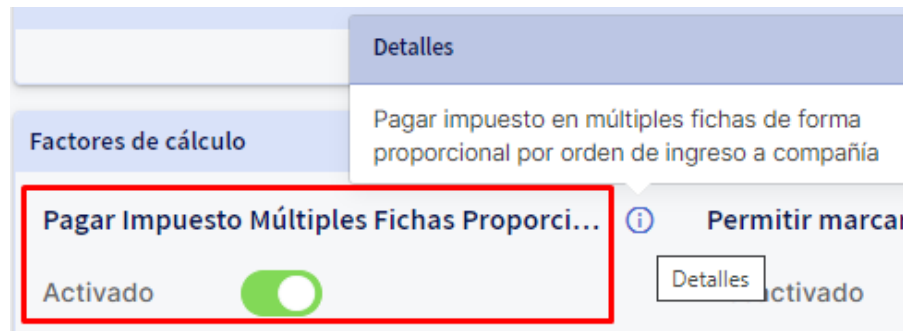 Detalles
Pagar impuesto en múltiples fichas de forma
proporcional por orden de ingreso a compañía
Factores de cálculo
Pagar Impuesto Múltiples Fichas Proporci...
Permitir marcar
Activado
Detalles
activado